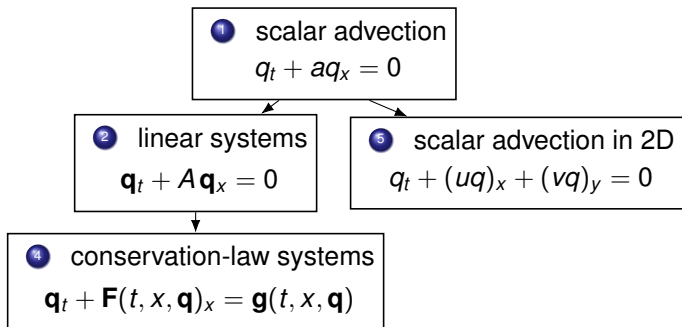 1 scalar advection
q_t + aq_x = 0
2 linear systems
𝐪_t + A 𝐪_x = 0
5 scalar advection in 2D
q_t + (uq)_x + (vq)_y = 0
4 conservation-law systems
𝐪_t + 𝐅(t, x, 𝐪)_x = 𝐠(t, x, 𝐪)